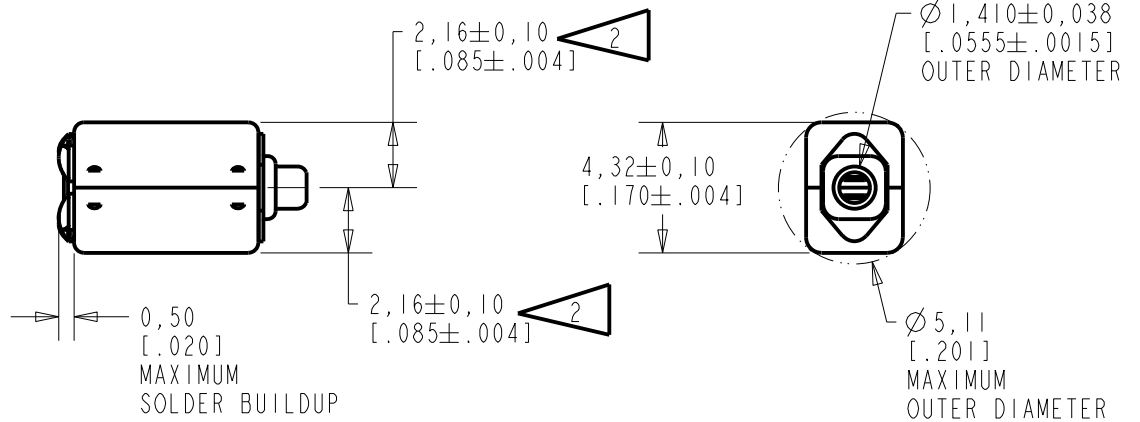 2,16±0,10
[.085±.004]
2
Ø1,410±0,038
[.0555±.0015]
OUTER DIAMETER
4,32±0,10
[.170±.004]
2,16±0,10
[.085±.004]
2
0,50
[.020]
MAXIMUM
SOLDER BUILDUP
Ø5,11
[.201]
MAXIMUM
OUTER DIAMETER